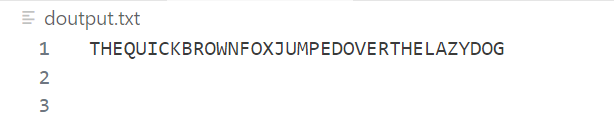 doutput.txt
1 THEQUICKBROWNFOXJUMPEDOVERTHELAZYDOG
2
3